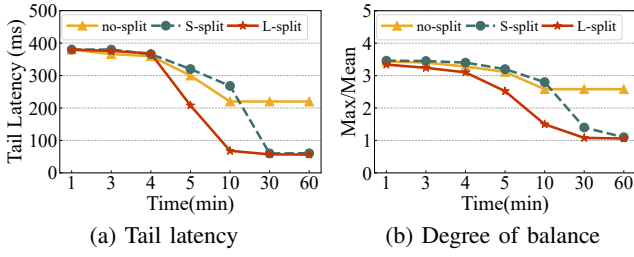 no-split S-split L-split
Tail Latency (ms)
500
400
300
200
100
0
1 3 4 5 10 30 60
Time(min)
(a) Tail latency
no-split S-split L-split
Max/Mean
5
4
3
2
1
0
1 3 4 5 10 30 60
Time(min)
(b) Degree of balance